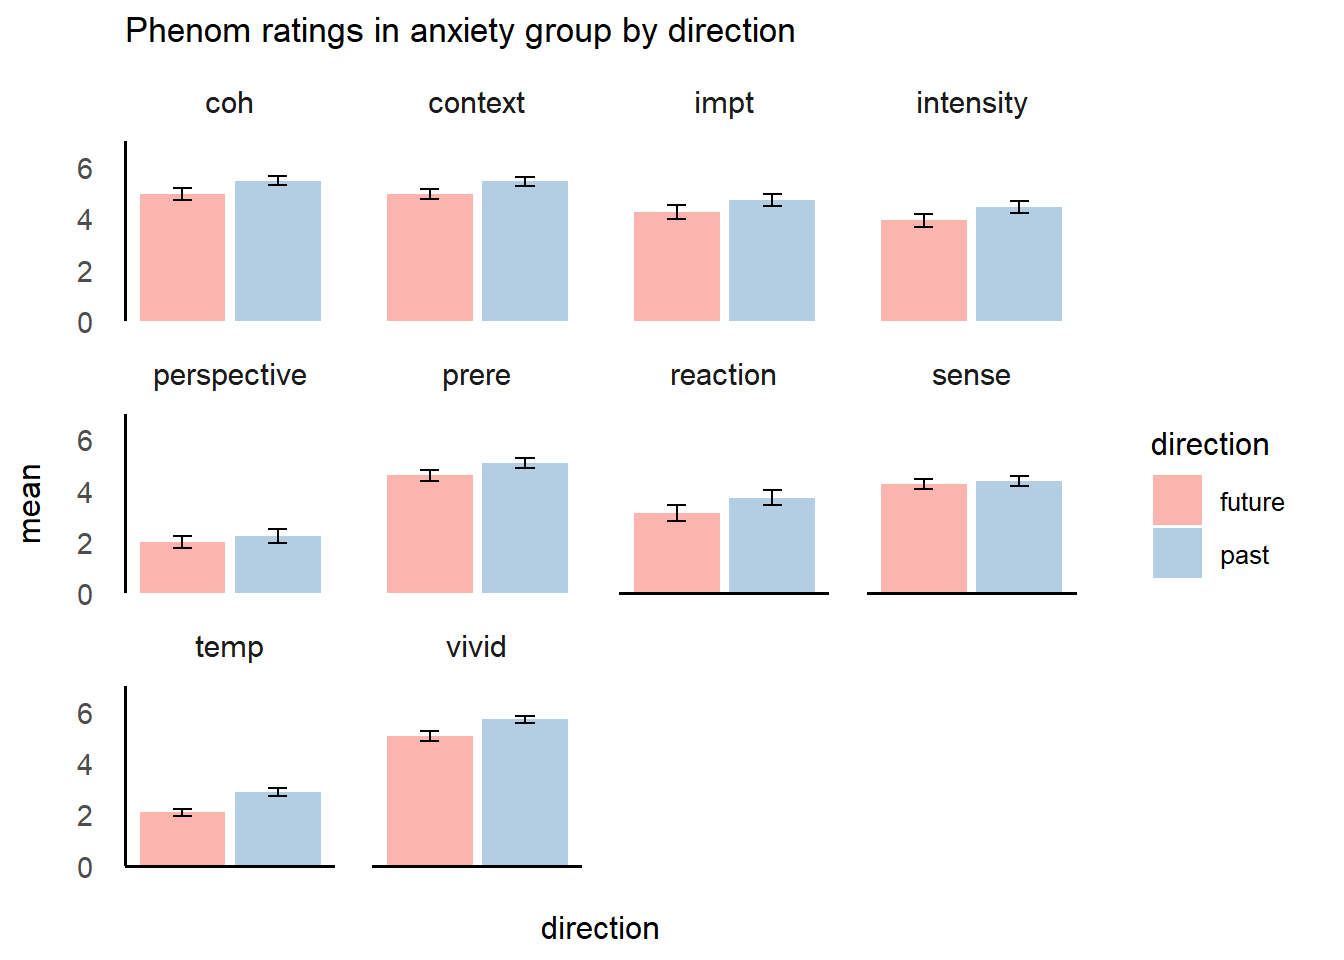 Phenom ratings in anxiety group by direction
coh context impt intensity
6
4
2
0
perspective prere reaction sense
6
4
2
0
mean
direction
future
past
temp vivid
6
4
2
0
direction